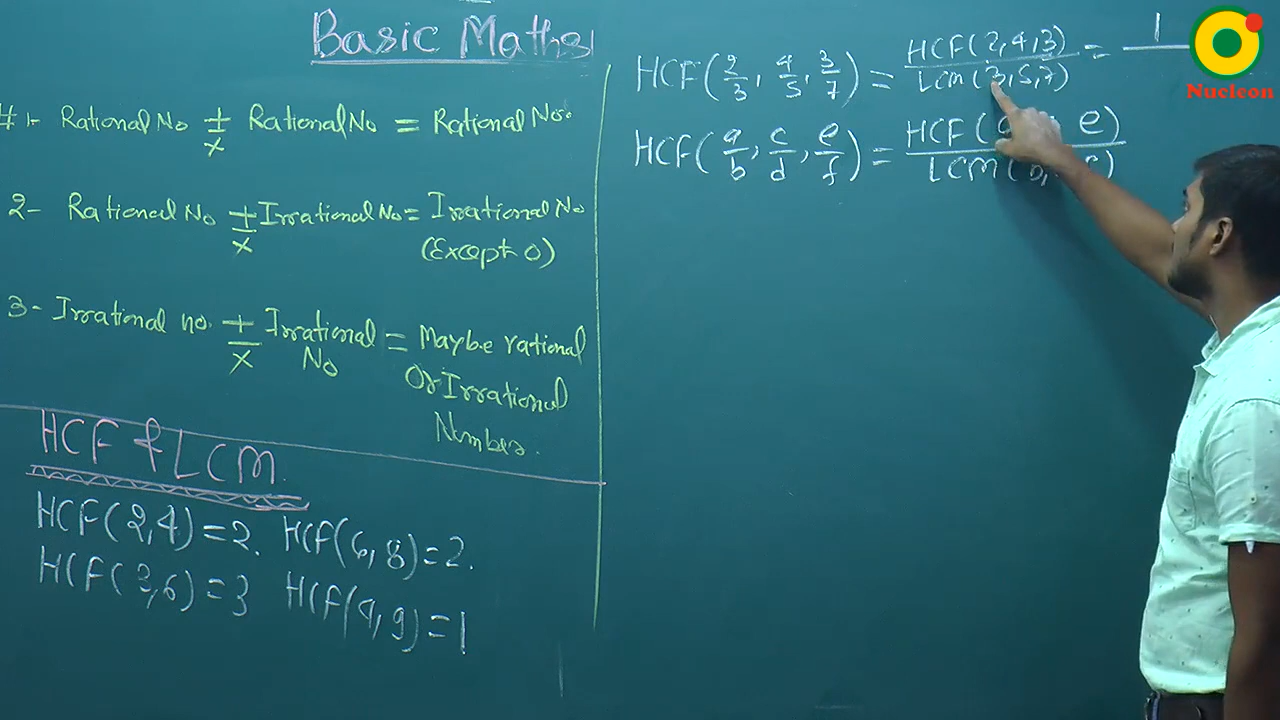 Basic Maths
#1- Rational No ± × Rational No = Rational No.
2- Rational No ± × Irrational No = Irrational No
(Except 0)
3- Irrational no. ± × Irrational No = Maybe rational
Or Irrational
Number.
HCF & LCM
HCF(2,4)=2. HCF(6,8)=2.
HCF(3,6)=3 HCF(4,9)=1
HCF(2/3, 4/5, 3/7) = HCF(2,4,3)/LCM(3,5,7) = 1
HCF(a/b, c/d, e/f) = HCF( e)/LCM(b,
Nucleon